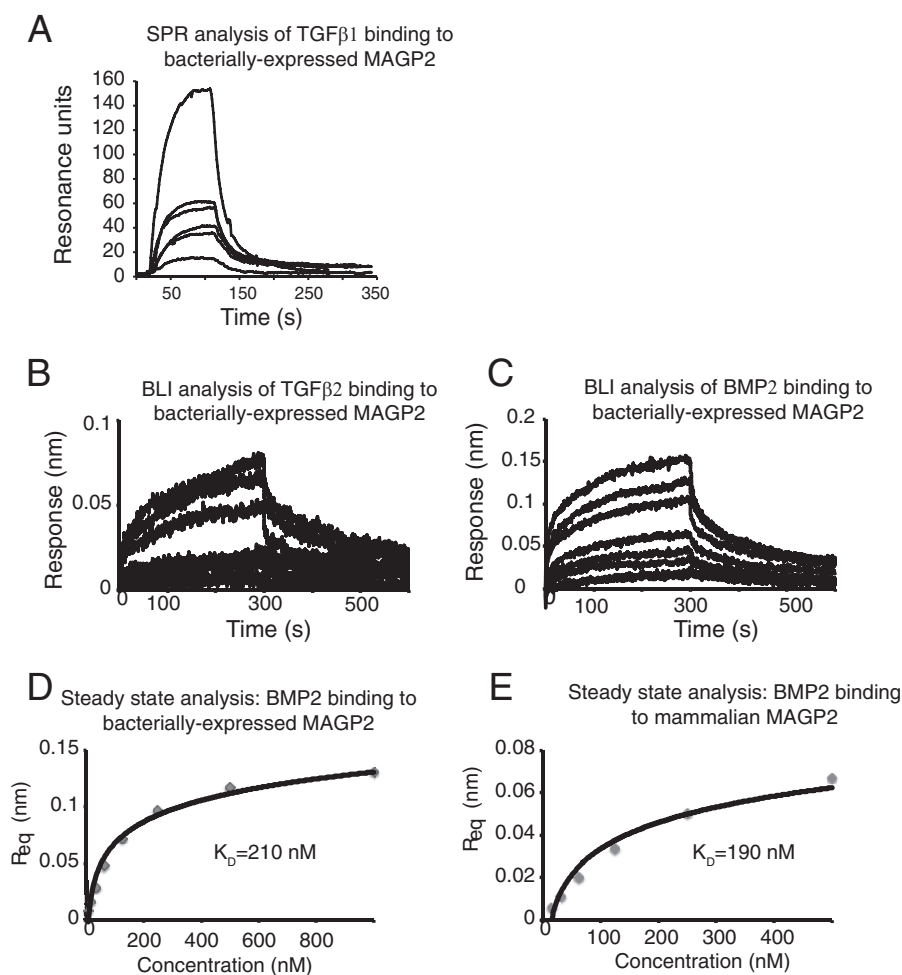 A
SPR analysis of TGFβ1 binding to
bacterially-expressed MAGP2
Resonance units
160
140
120
100
80
60
40
20
0
50
150
250
350
Time (s)
B
BLI analysis of TGFβ2 binding to
bacterially-expressed MAGP2
Response (nm)
0.1
0.05
0
0
100
300
500
Time (s)
C
BLI analysis of BMP2 binding to
bacterially-expressed MAGP2
Response (nm)
0.2
0.15
0.1
0.05
0
0
100
300
500
Time (s)
D
Steady state analysis: BMP2 binding to
bacterially-expressed MAGP2
Req (nm)
0.15
0.1
0.05
0
KD=210 nM
0
200
400
600
800
Concentration (nM)
E
Steady state analysis: BMP2 binding
to mammalian MAGP2
Req (nm)
0.08
0.06
0.04
0.02
0
KD=190 nM
0
100
200
300
400
Concentration (nM)